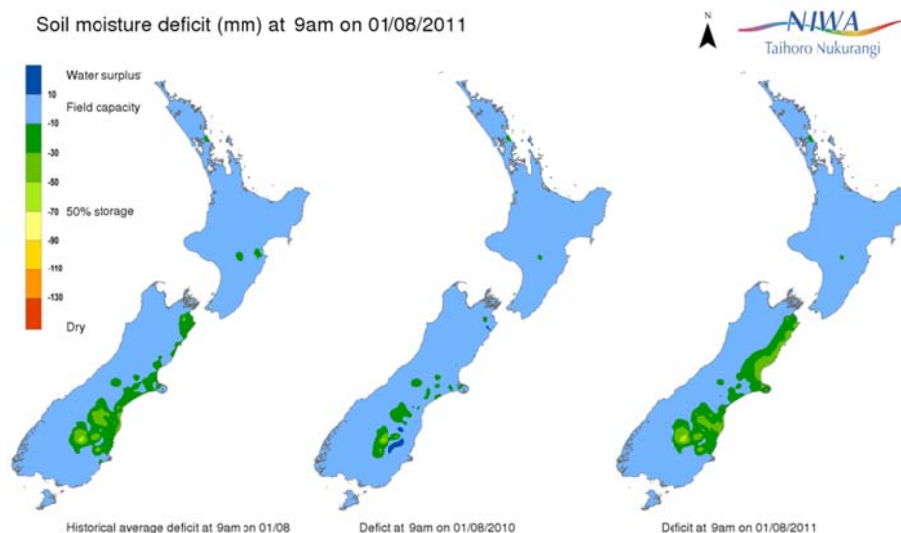 Soil moisture deficit (mm) at 9am on 01/08/2011
N
NIWA
Taihoro Nukurangi
Water surplus
10
Field capacity
-10
-30
-50
50% storage
-70
-90
-110
-130
Dry
Historical average deficit at 9am on 01/08
Deficit at 9am on 01/08/2010
Deficit at 9am on 01/08/2011